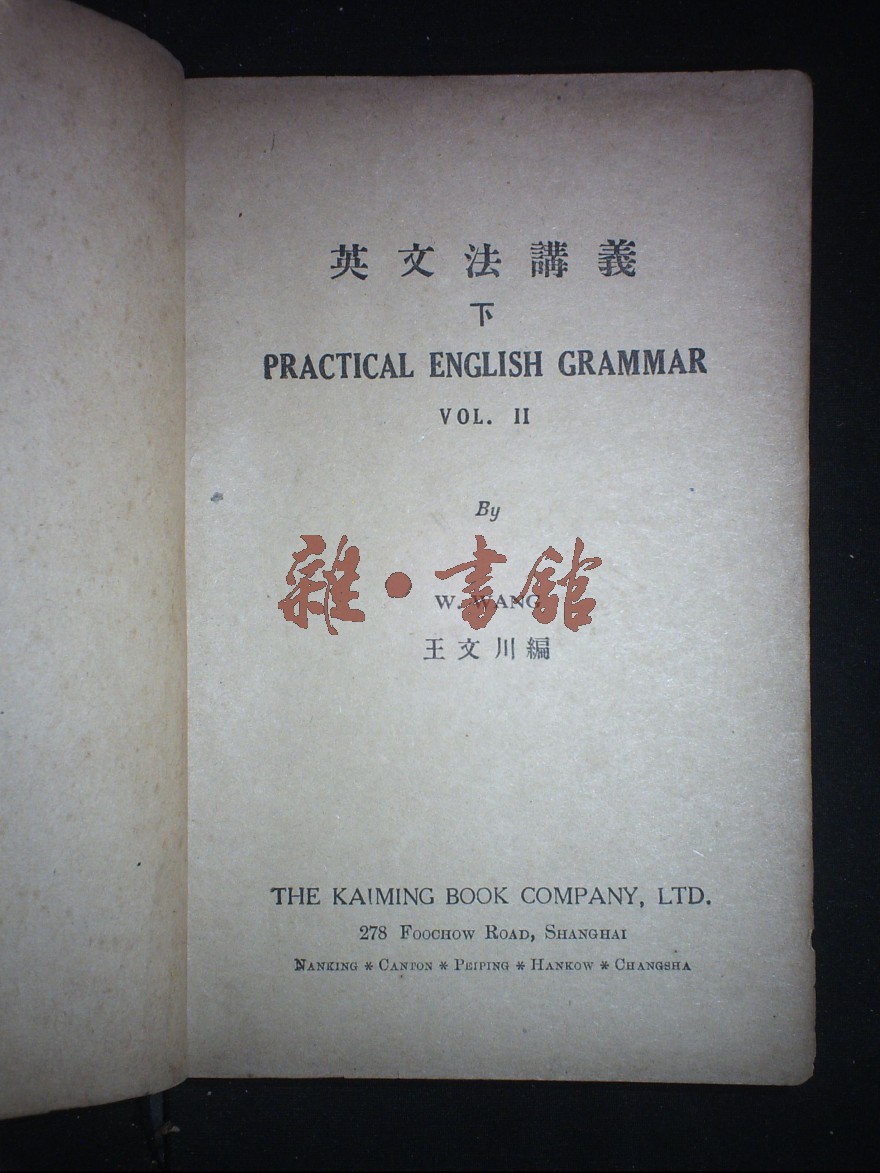 英文法講義
下
PRACTICAL ENGLISH GRAMMAR
VOL. II
By
雜·書館
W. WANG
王文川編
THE KAIMING BOOK COMPANY, LTD.
278 FOOCHOW ROAD, SHANGHAI
NANKING * CANTON * PEIPING * HANKOW * CHANGSHA